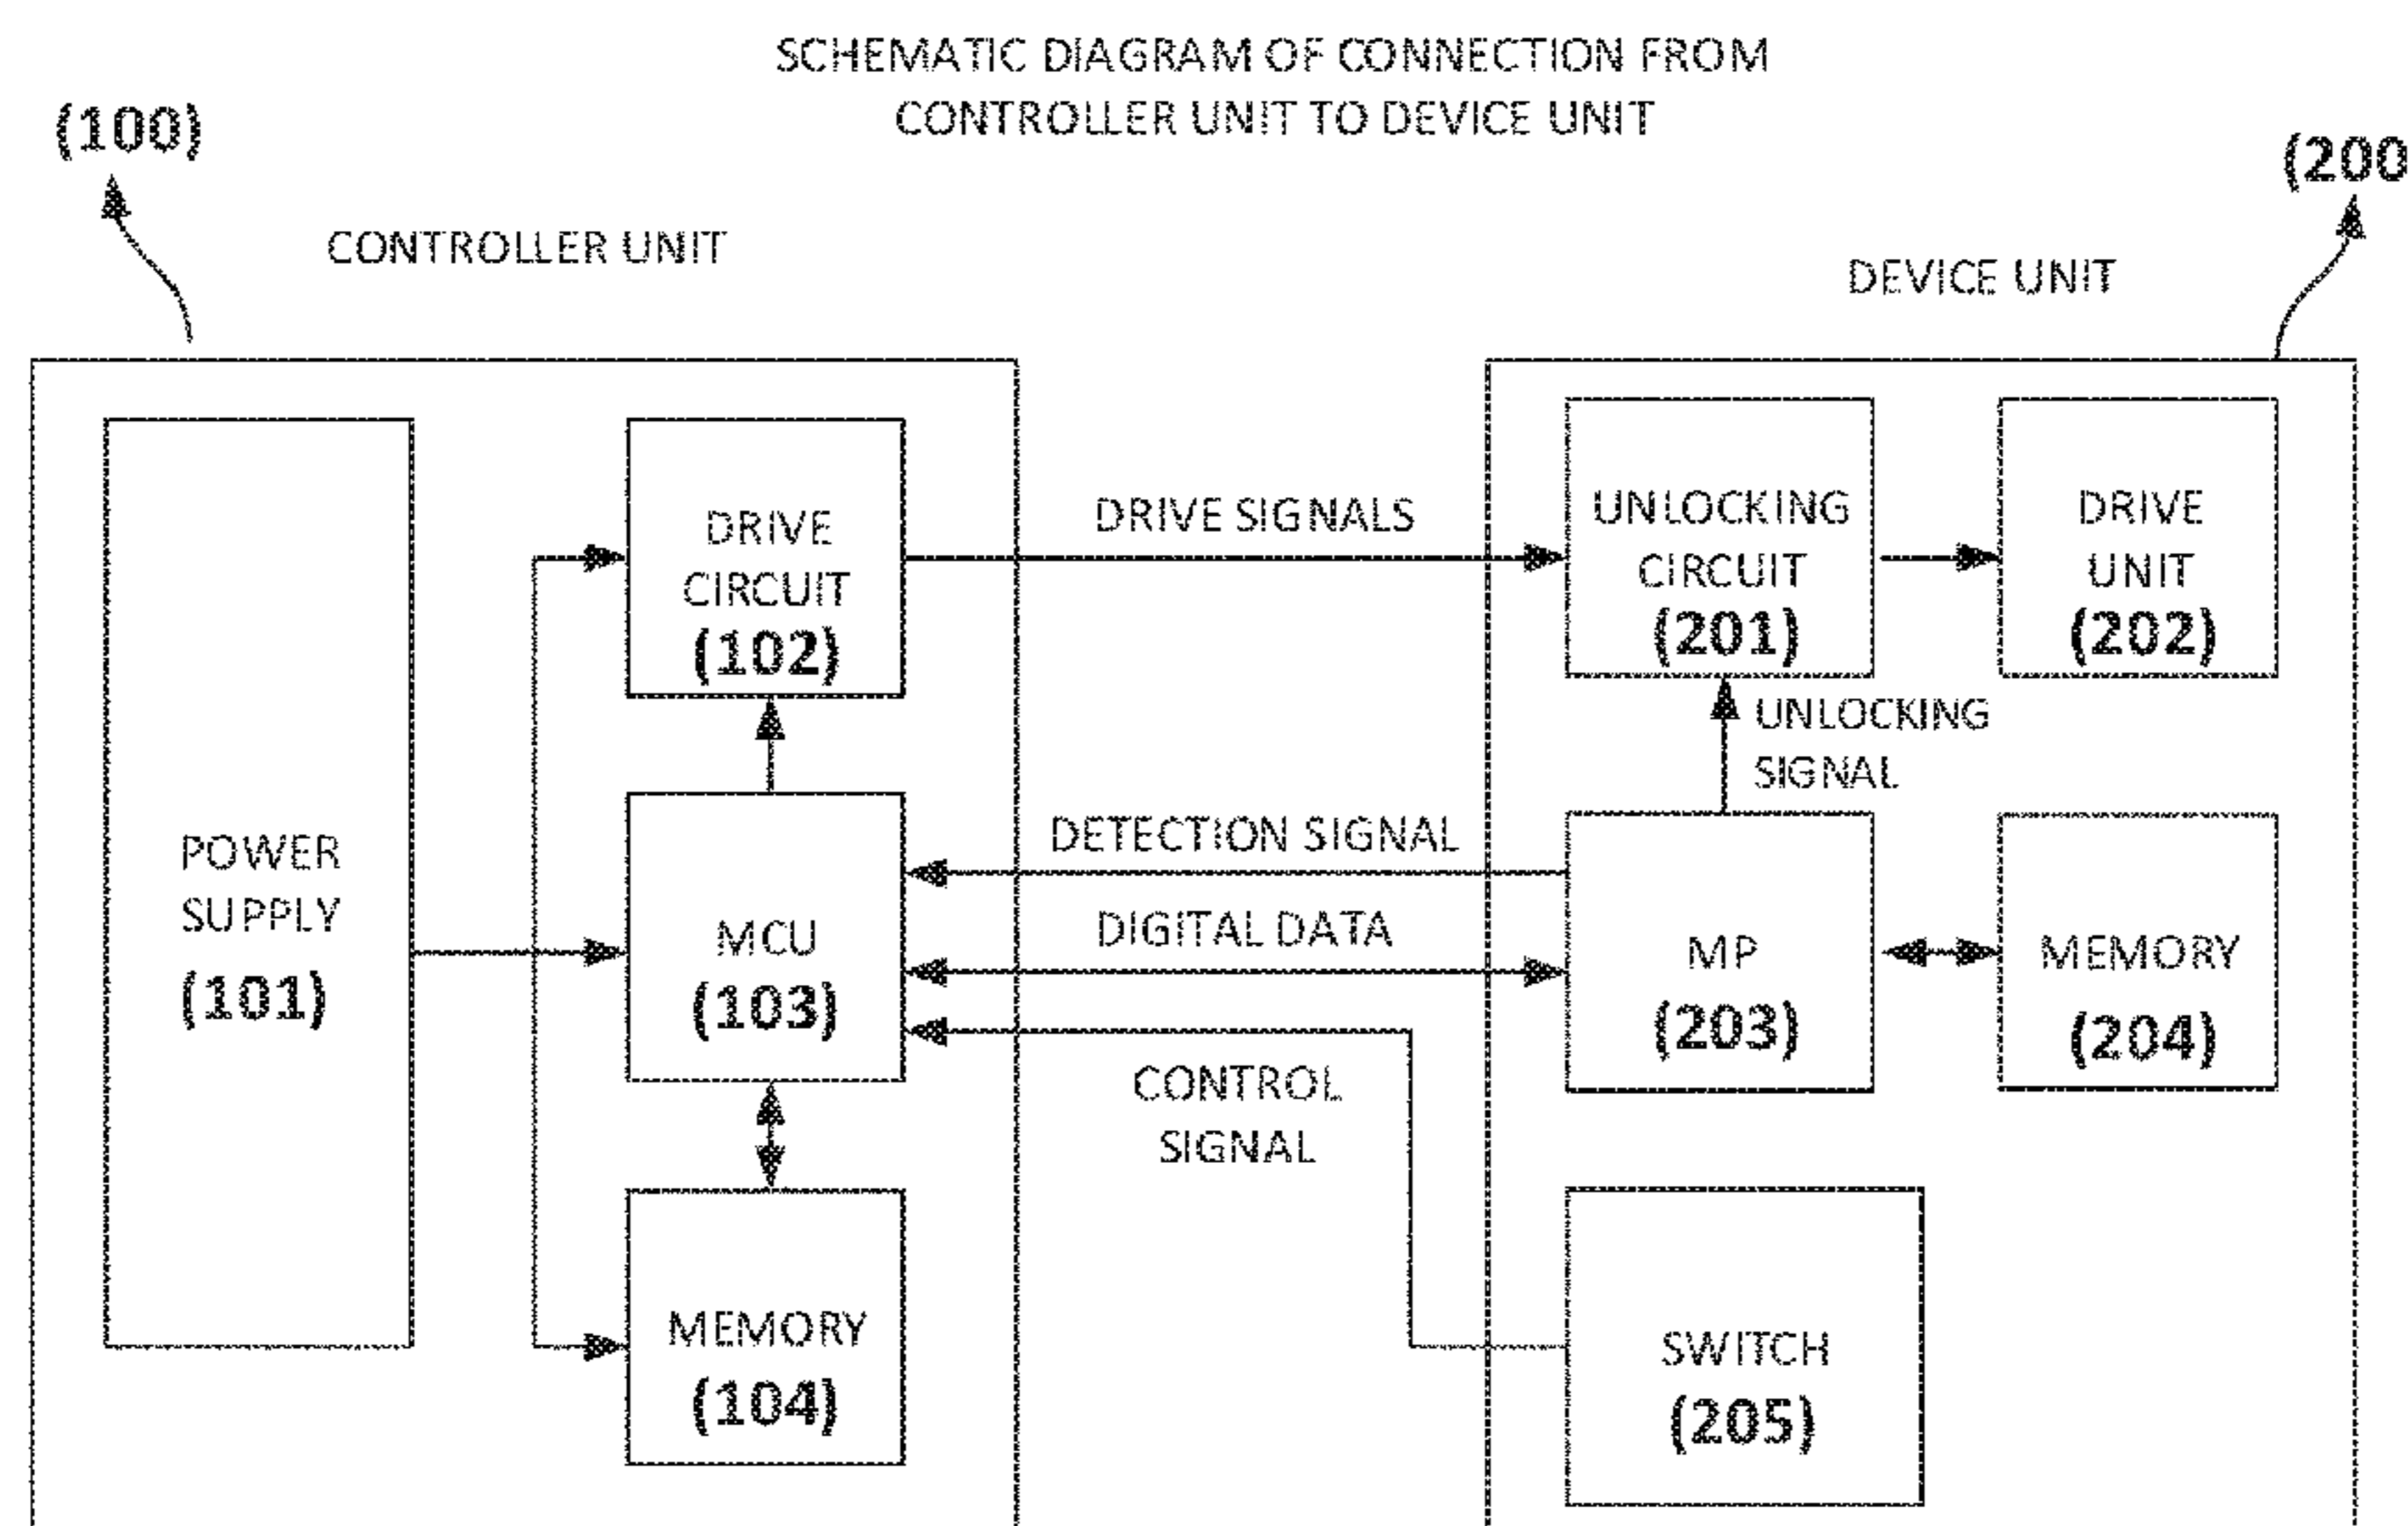 SCHEMATIC DIAGRAM OF CONNECTION FROM
CONTROLLER UNIT TO DEVICE UNIT
(100)
(200
CONTROLLER UNIT
DEVICE UNIT
POWER
SUPPLY
(101)
DRIVE
CIRCUIT
(102)
MCU
(103)
MEMORY
(104)
DRIVE SIGNALS
DETECTION SIGNAL
DIGITAL DATA
CONTROL
SIGNAL
UNLOCKING
CIRCUIT
(201)
DRIVE
UNIT
(202)
UNLOCKING
SIGNAL
MP
(203)
MEMORY
(204)
SWITCH
(205)